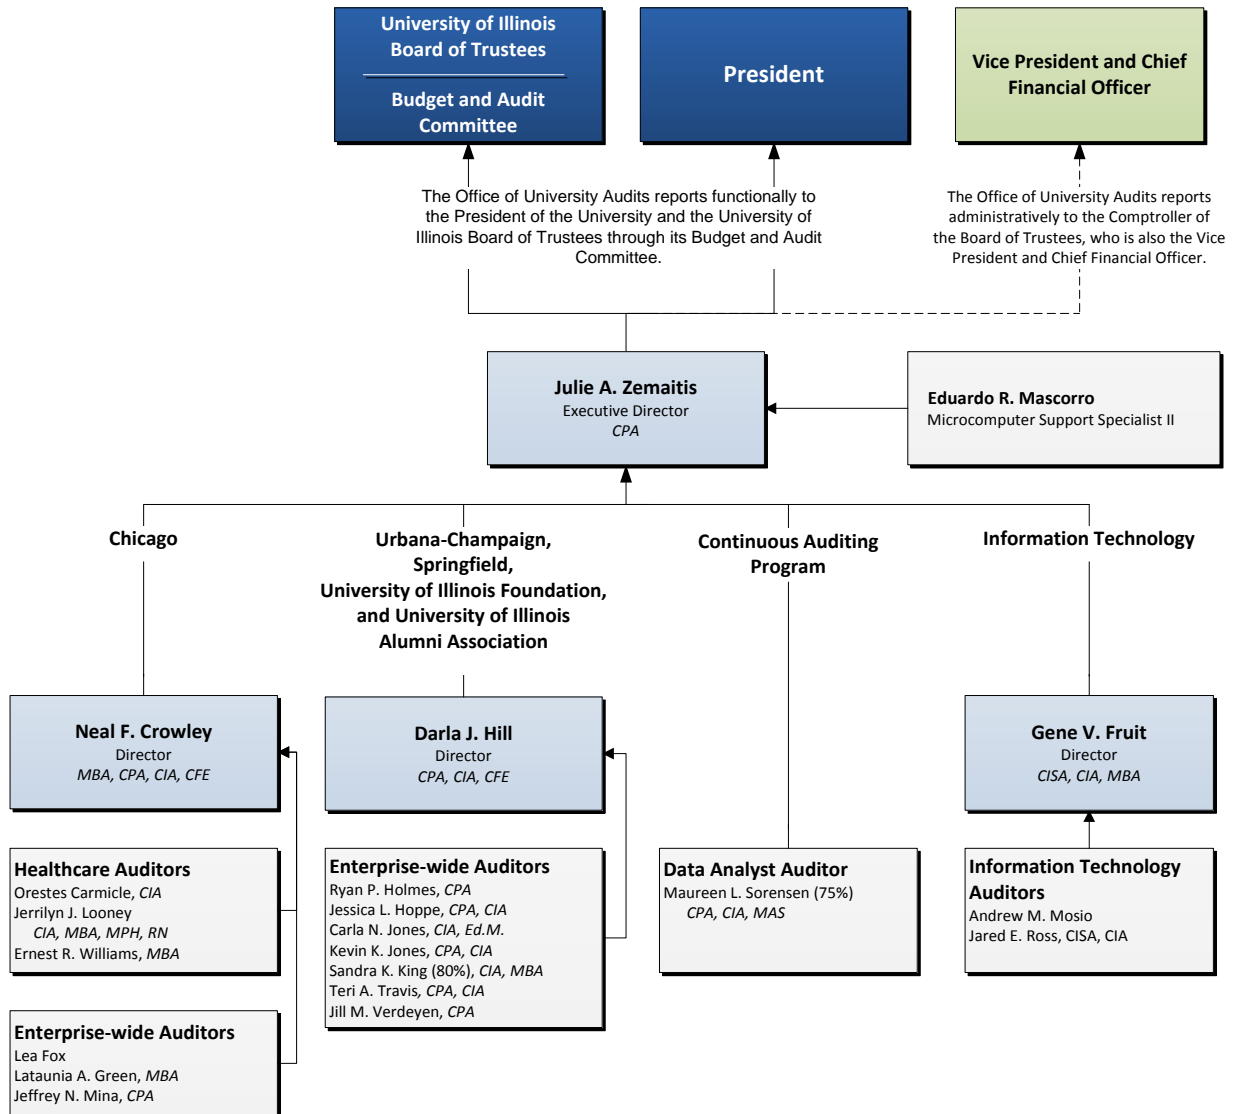 University of Illinois
Board of Trustees
Budget and Audit
Committee
President
Vice President and Chief
Financial Officer
The Office of University Audits reports functionally to
the President of the University and the University of
Illinois Board of Trustees through its Budget and Audit
Committee.
The Office of University Audits reports
administratively to the Comptroller of
the Board of Trustees, who is also the Vice
President and Chief Financial Officer.
Julie A. Zemaitis
Executive Director
CPA
Eduardo R. Mascorro
Microcomputer Support Specialist II
Chicago
Urbana-Champaign,
Springfield,
University of Illinois Foundation,
and University of Illinois
Alumni Association
Continuous Auditing
Program
Information Technology
Neal F. Crowley
Director
MBA, CPA, CIA, CFE
Darla J. Hill
Director
CPA, CIA, CFE
Gene V. Fruit
Director
CISA, CIA, MBA
Healthcare Auditors
Orestes Carmicle, CIA
Jerrilyn J. Looney
CIA, MBA, MPH, RN
Ernest R. Williams, MBA
Enterprise-wide Auditors
Lea Fox
Lataunia A. Green, MBA
Jeffrey N. Mina, CPA
Enterprise-wide Auditors
Ryan P. Holmes, CPA
Jessica L. Hoppe, CPA, CIA
Carla N. Jones, CIA, Ed.M.
Kevin K. Jones, CPA, CIA
Sandra K. King (80%), CIA, MBA
Teri A. Travis, CPA, CIA
Jill M. Verdeyen, CPA
Data Analyst Auditor
Maureen L. Sorensen (75%)
CPA, CIA, MAS
Information Technology
Auditors
Andrew M. Mosio
Jared E. Ross, CISA, CIA